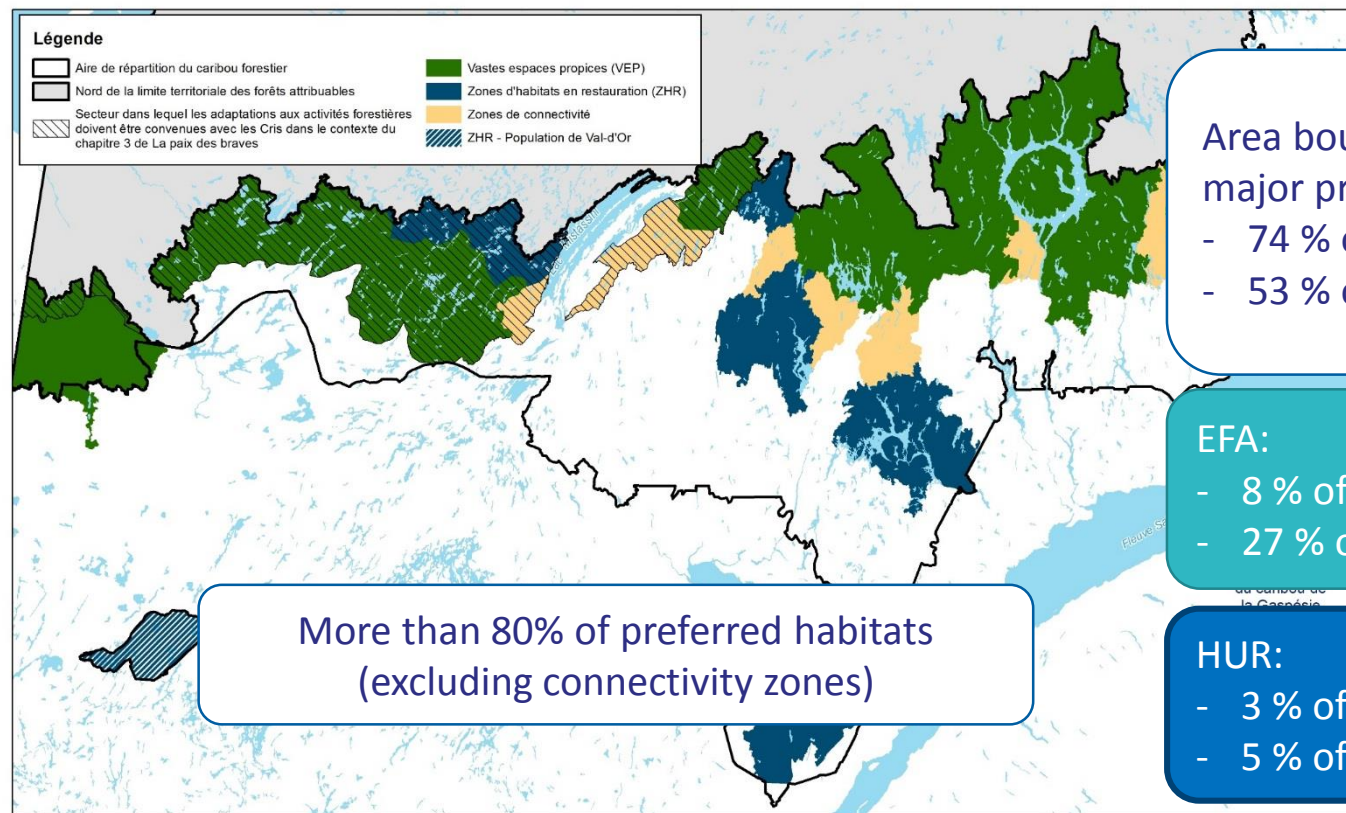 Légende
Aire de répartition du caribou forestier
Nord de la limite territoriale des forêts attribuables
Secteur dans lequel les adaptations aux activités forestières
doivent être convenues avec les Cris dans le contexte du
chapitre 3 de La paix des braves
Vastes espaces propices (VEP)
Zones d'habitats en restauration (ZHR)
Zones de connectivité
ZHR - Population de Val-d'Or
Area bou
major pr
- 74 %
- 53 %
EFA:
- 8 % of
- 27 %
la Gaspésie
HUR:
- 3 % of
- 5 % of
More than 80% of preferred habitats
(excluding connectivity zones)